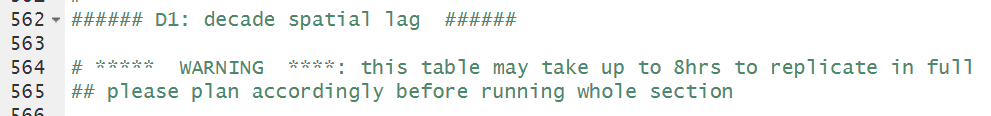 562 ###### D1: decade spatial lag  ######
563
564 # *****  WARNING  ****: this table may take up to 8hrs to replicate in full
565 ## please plan accordingly before running whole section